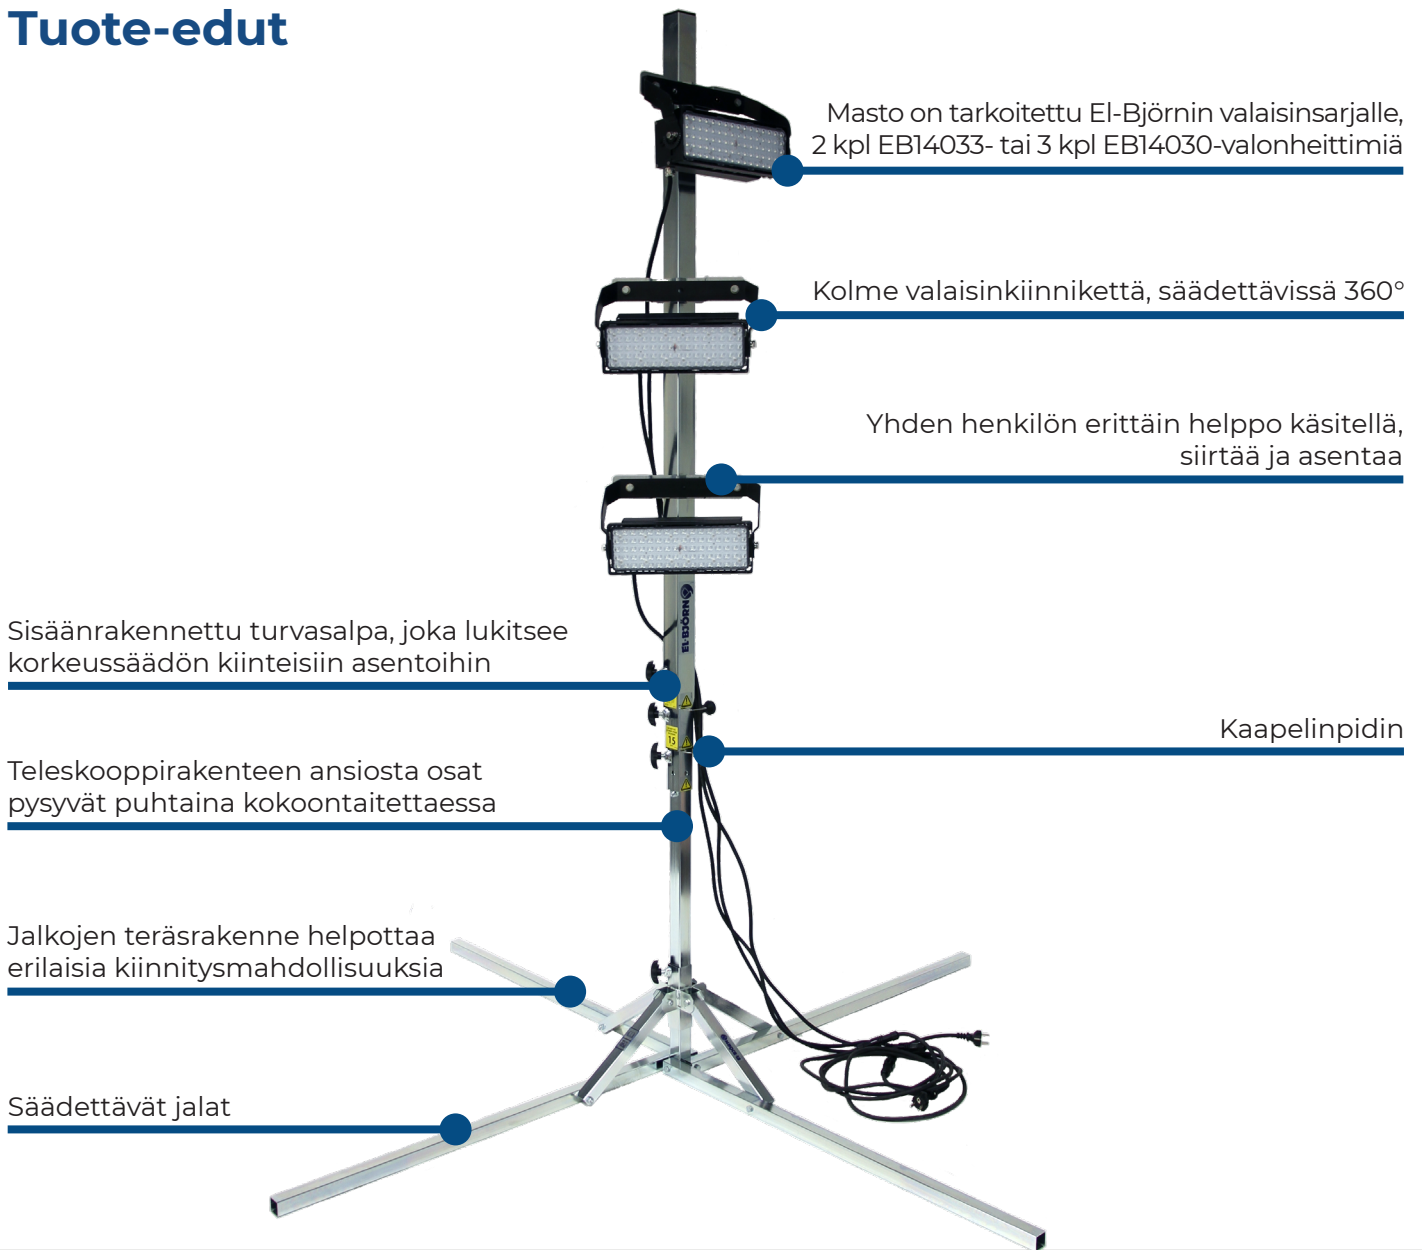 Tuote-edut
Masto on tarkoitettu El-Björnin valaisinsarjalle,
2 kpl EB14033- tai 3 kpl EB14030-valonheittimiä
Kolme valaisinkiinnikettä, säädettävissä 360°
Yhden henkilön erittäin helppo käsitellä,
siirtää ja asentaa
EL-BJÖRN
Sisäänrakennettu turvasalpa, joka lukitsee
korkeussäädön kiinteisiin asentoihin
15
Kaapelinpidin
Teleskooppirakenteen ansiosta osat
pysyvät puhtaina kokoontaitettaessa
Jalkojen teräsrakenne helpottaa
erilaisia kiinnitysmahdollisuuksia
Säädettävät jalat